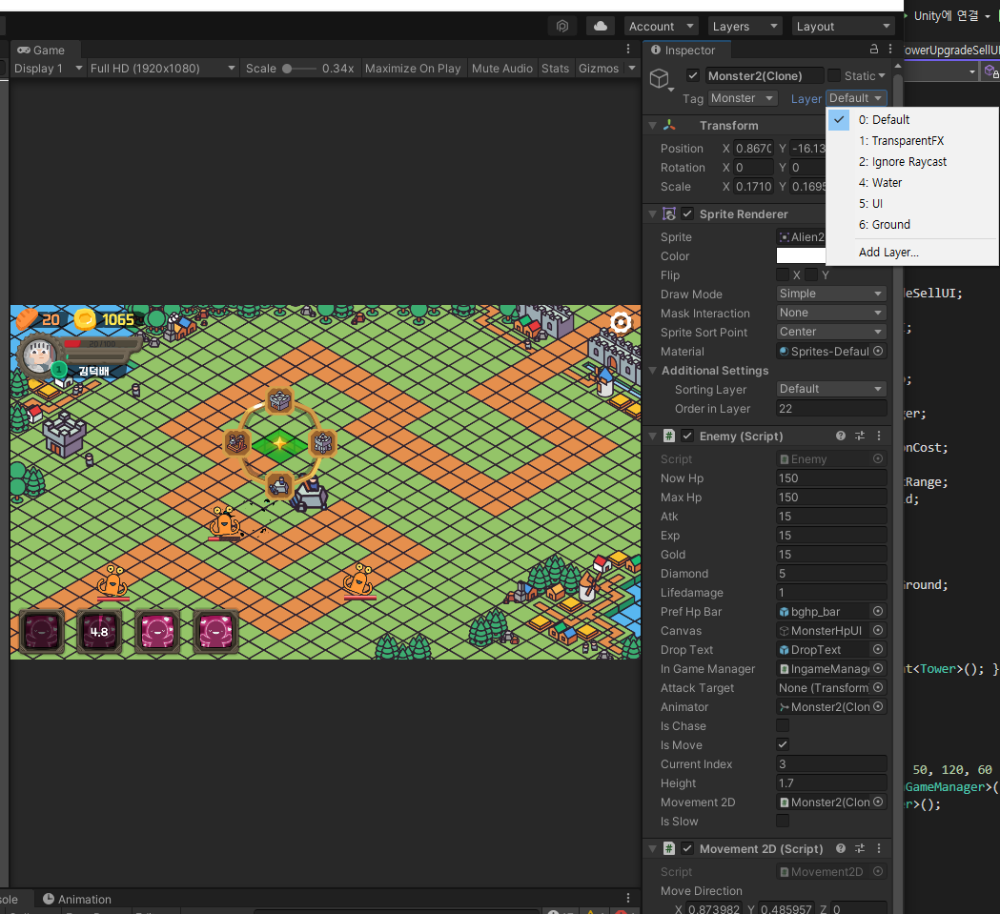 Unity에 연결
Account Layers Layout
Game
Inspector
Display 1 Full HD (1920x1080) Scale 0.34x Maximize On Play Mute Audio Stats Gizmos
Monster2(Clone) Static
Tag Monster Layer Default
0: Default
1: TransparentFX
2: Ignore Raycast
4: Water
5: UI
6: Ground
Add Layer...
Transform
Position X 0.867 Y -16.13
Rotation X 0 Y 0
Scale X 0.1710 Y 0.1695
Sprite Renderer
Sprite Alien2
Color
Flip X Y
Draw Mode Simple
Mask Interaction None
Sprite Sort Point Center
Material Sprites-Defaul
Additional Settings
Sorting Layer Default
Order in Layer 22
Enemy (Script)
Script Enemy
Now Hp 150
Max Hp 150
Atk 15
Exp 15
Gold 15
Diamond 5
Lifedamage 1
Pref Hp Bar bghp_bar
Canvas MonsterHpUI
Drop Text DropText
In Game Manager IngameManag
Attack Target None (Transform
Animator Monster2(Clon
Is Chase
Is Move
Current Index 3
Height 1.7
Movement 2D Monster2(Clon
Is Slow
Movement 2D (Script)
Script Movement2D
Move Direction
X 0.873982 Y 0.485957 Z 0
20 1065
1 김덕배
4.8
sole Animation
owerUpgradeSellUI
deSellUI;
ger;
onCost;
tRange;
d;
Ground;
nt<Tower>(); }
50, 120, 60
GameManager>(
r>();